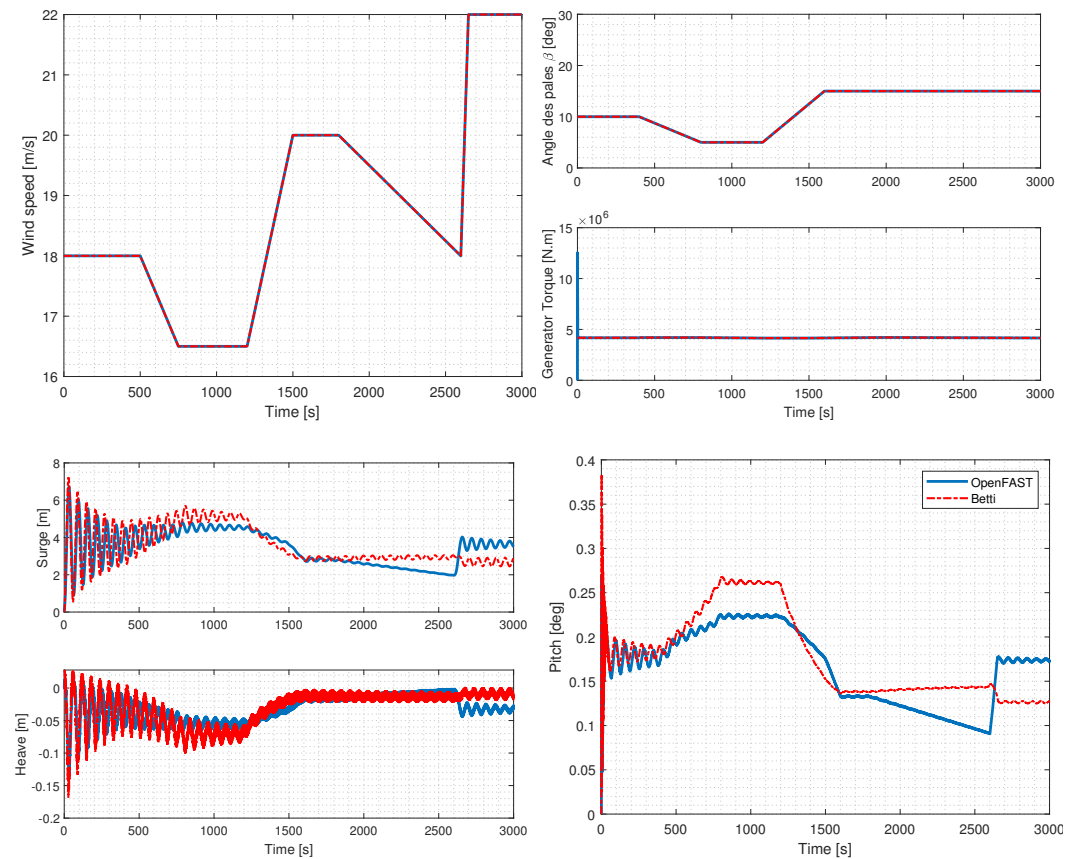 22
21
20
19
18
17
16
Wind speed [m/s]
0 500 1000 1500 2000 2500 3000
Time [s]
30
20
10
0
Angle des pales β [deg]
0 500 1000 1500 2000 2500 3000
×10^6
15
10
5
0
Generator Torque [N.m]
0 500 1000 1500 2000 2500 3000
Time [s]
8
6
4
2
0
Surge [m]
0 500 1000 1500 2000 2500 3000
0
-0.05
-0.1
-0.15
-0.2
Heave [m]
0 500 1000 1500 2000 2500 3000
Time [s]
0.4
0.35
0.3
0.25
0.2
0.15
0.1
0.05
0
Pitch [deg]
OpenFAST
Betti
0 500 1000 1500 2000 2500 3000
Time [s]